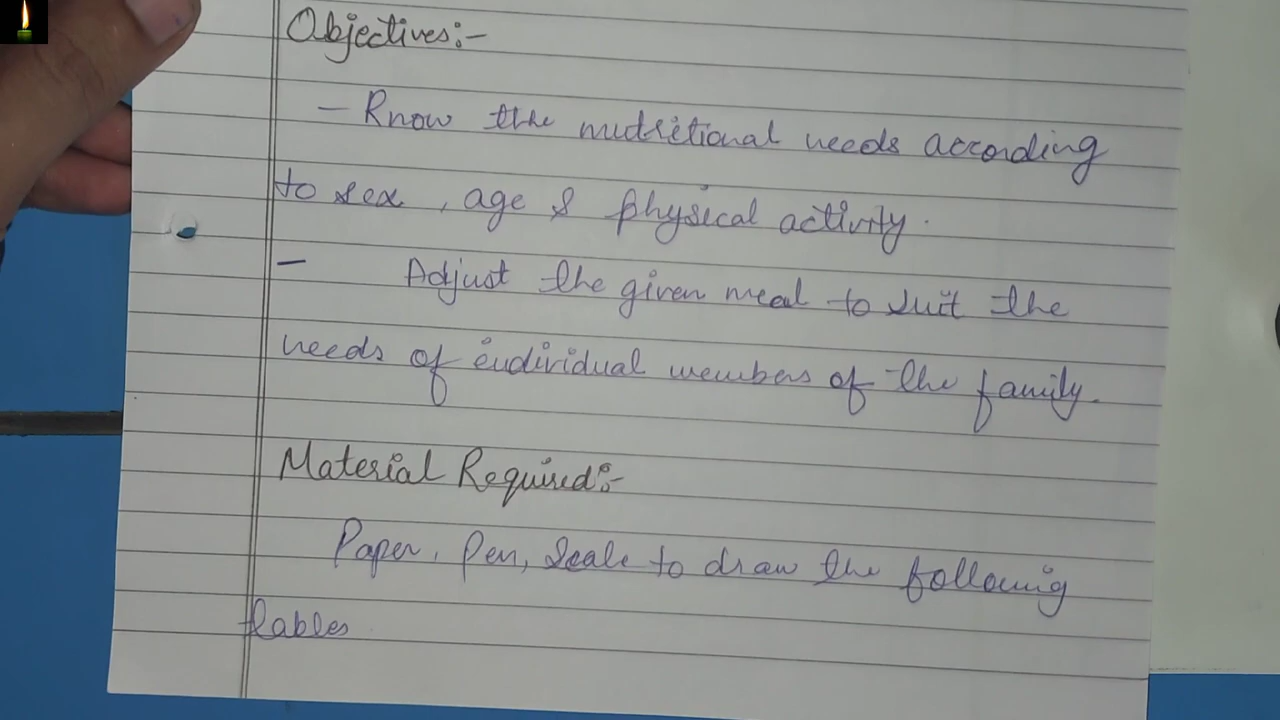 Objectives:-
- Know the nutritional needs according
to sex, age & physical activity.
- Adjust the given meal to suit the
needs of individual members of the family.
Material Required:-
Paper, Pen, Scale to draw the following
tables